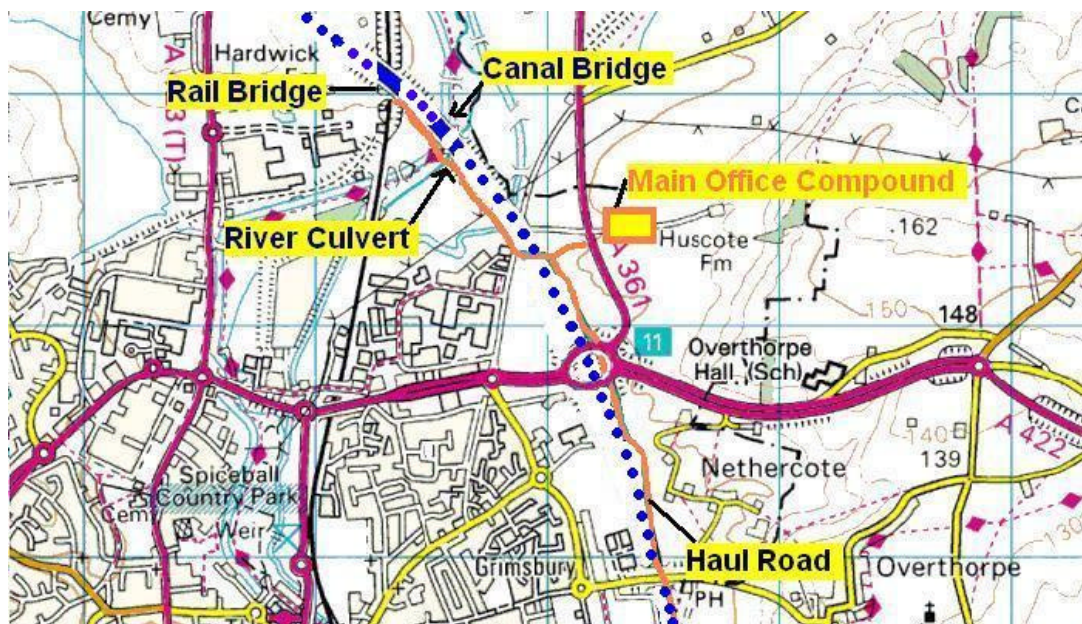 Cemy
Hardwick
Canal Bridge
Rail Bridge
Main Office Compound
River Culvert
Huscote
Fm
.162
A 361
150
148
11
Overthorpe
Hall (Sch)
A 422
140
139
Nethercote
Spiceball
Country Park
Cemy
Weir
Haul Road
Grimsbury
Overthorpe
130
PH